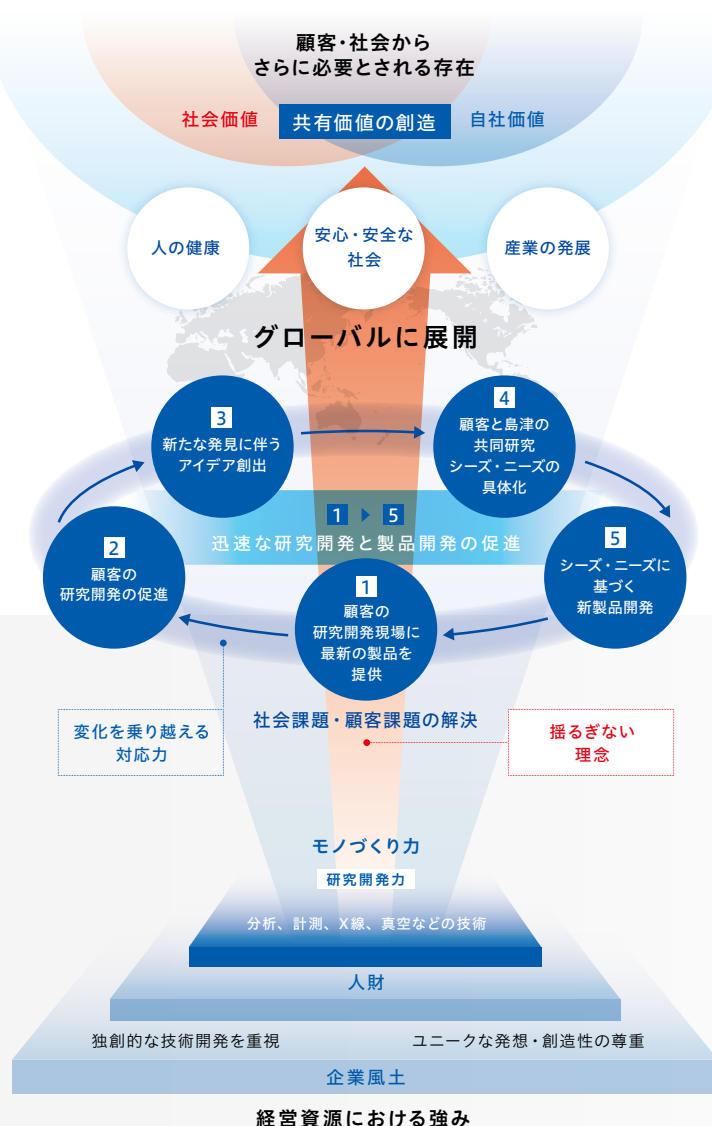 顧客・社会から
さらに必要とされる存在
社会価値
共有価値の創造
自社価値
人の健康
安心・安全な
社会
産業の発展
グローバルに展開
3
新たな発見に伴う
アイデア創出
4
顧客と島津の
共同研究
シーズ・ニーズの
具体化
1 ▶ 5
迅速な研究開発と製品開発の促進
2
顧客の
研究開発の促進
5
シーズ・ニーズに
基づく
新製品開発
1
顧客の
研究開発現場に
最新の製品を
提供
変化を乗り越える
対応力
社会課題・顧客課題の解決
揺るぎない
理念
モノづくり力
研究開発力
分析、計測、X線、真空などの技術
人財
独創的な技術開発を重視
ユニークな発想・創造性の尊重
企業風土
経営資源における強み